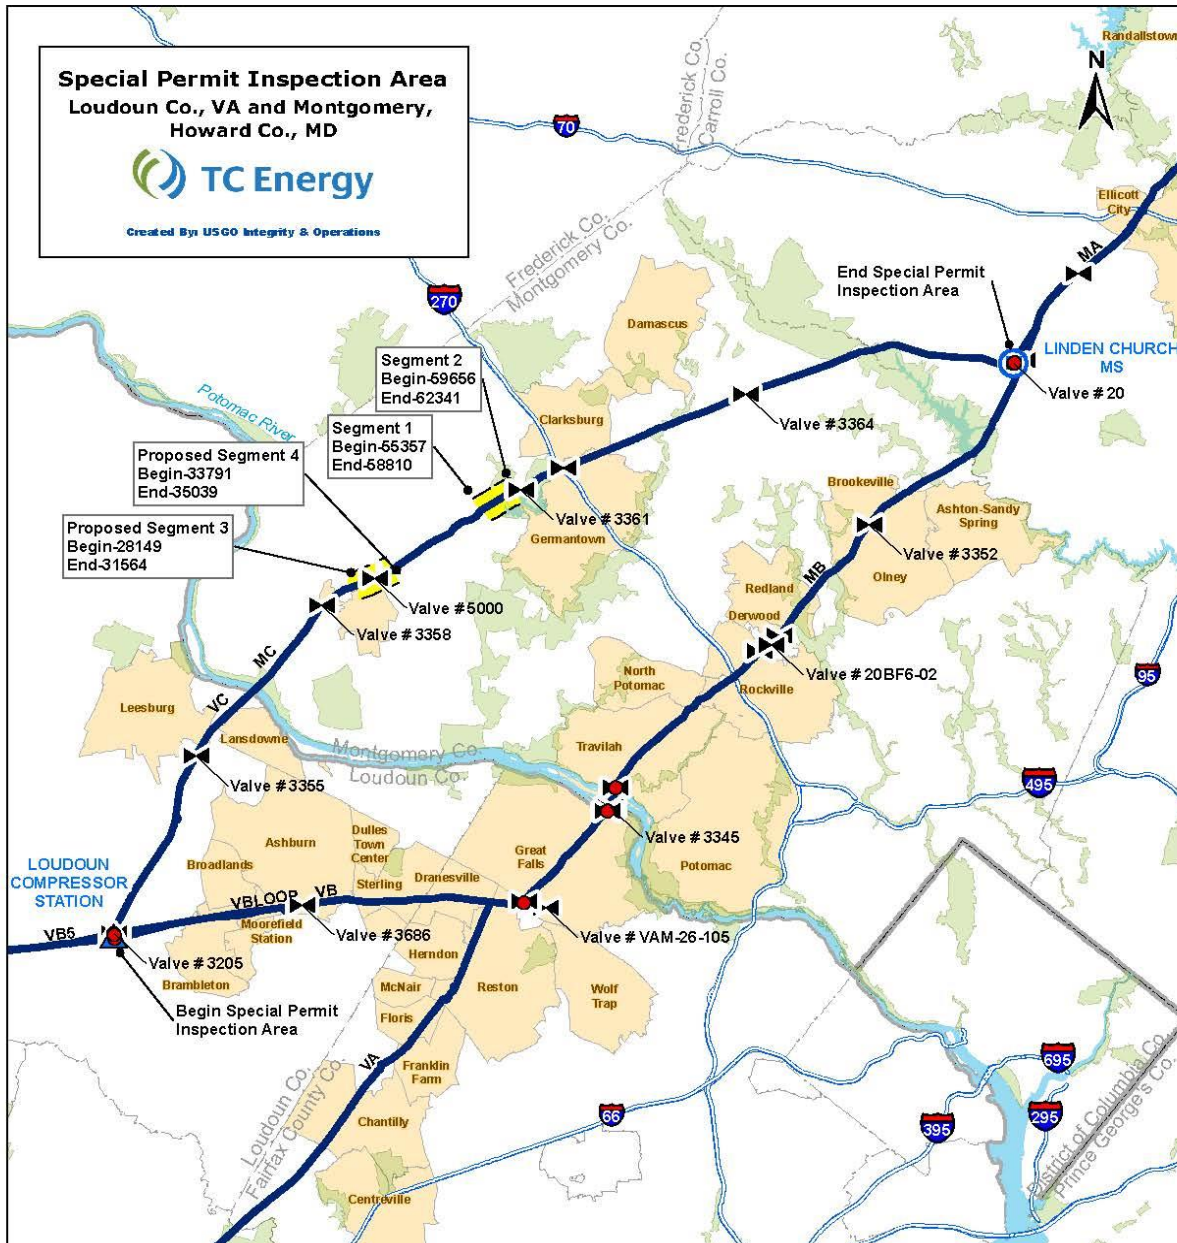 Special Permit Inspection Area
Loudoun Co., VA and Montgomery,
Howard Co., MD
TC Energy
Created By: USGO Integrity & Operations
N
Randallstown
70
Frederick Co.
Carroll Co.
Ellicott
City
MA
Frederick Co.
Montgomery Co.
270
Damascus
End Special Permit
Inspection Area
LINDEN CHURCH
MS
Valve # 20
Segment 2
Begin-59656
End-62341
Potomac River
Clarksburg
Valve # 3364
Segment 1
Begin-55357
End-58810
Proposed Segment 4
Begin-33791
End-35039
Brookeville
Ashton-Sandy
Spring
Valve # 3361
Proposed Segment 3
Begin-28149
End-31564
Germantown
Valve # 3352
Olney
MB
Redland
Derwood
Valve #5000
Valve # 3358
MC
North
Potomac
Valve # 20BF6-02
Rockville
95
VC
Leesburg
Lansdowne
Travilah
Montgomery Co.
Loudoun Co.
Valve # 3355
495
Dulles
Town
Center
Ashburn
Valve # 3345
Great
Falls
Potomac
LOUDOUN
COMPRESSOR
STATION
Broadlands
Dranesville
Sterling
VBLOOP
VB
VB5
Moorefield
Station
Valve # 3686
Valve # VAM-26-105
Herndon
Valve # 3205
Brambleton
McNair
Reston
Wolf
Trap
Begin Special Permit
Inspection Area
Floris
VA
Franklin
Farm
695
Loudoun Co.
Fairfax County Co.
Chantilly
66
395
295
District of Columbia Co.
Prince George's Co.
Centreville